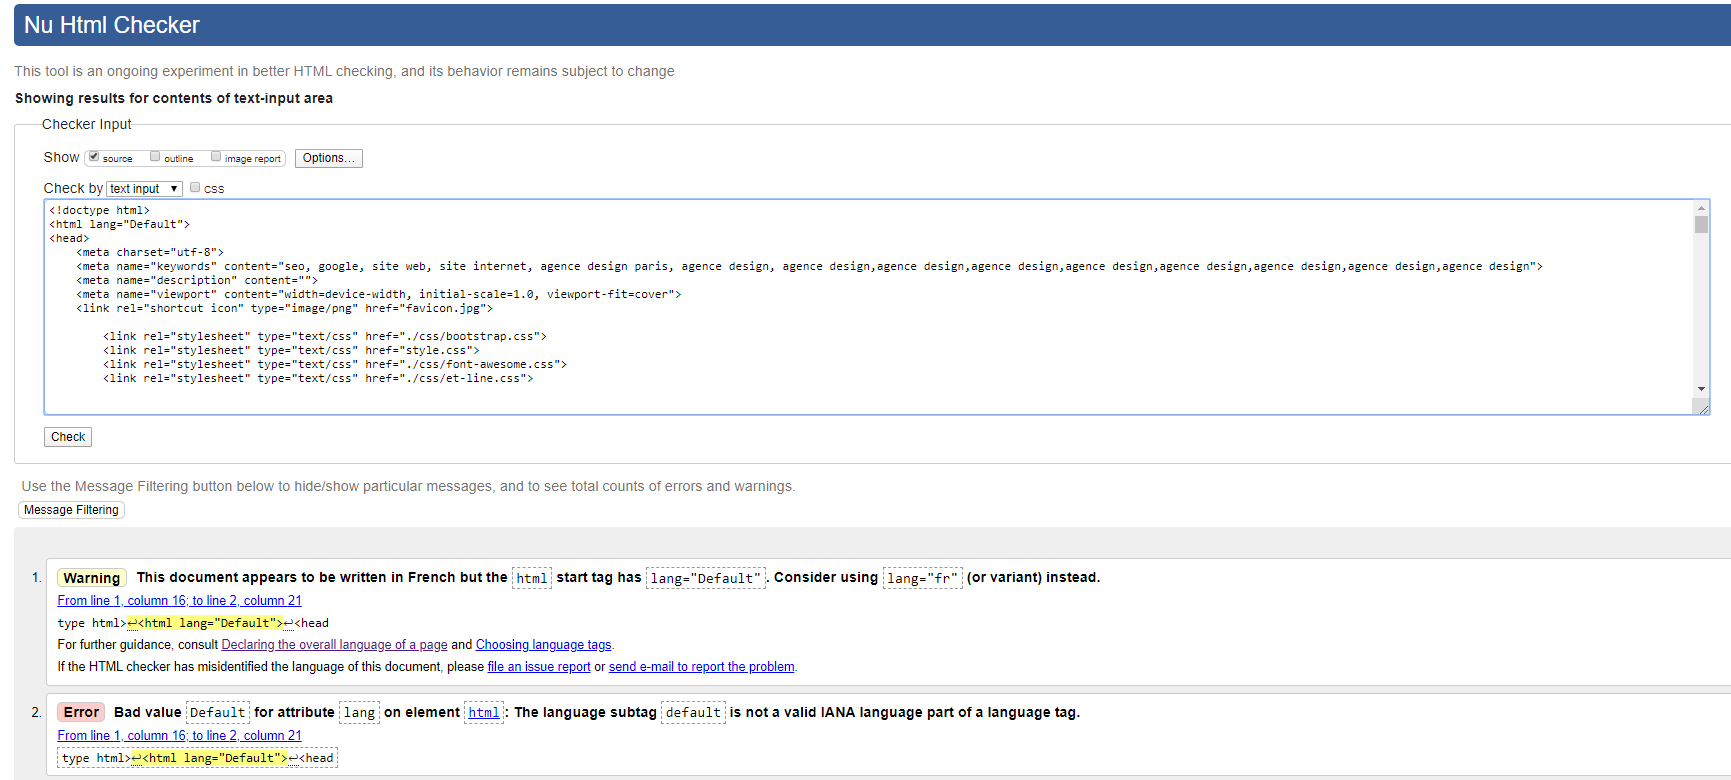 Nu Html Checker
This tool is an ongoing experiment in better HTML checking, and its behavior remains subject to change
Showing results for contents of text-input area
Checker Input
Show source outline image report Options...
Check by text input css
<!doctype html>
<html lang="Default">
<head>
<meta charset="utf-8">
<meta name="keywords" content="seo, google, site web, site internet, agence design paris, agence design, agence design,agence design,agence design,agence design,agence design,agence design,agence design,agence design">
<meta name="description" content="">
<meta name="viewport" content="width=device-width, initial-scale=1.0, viewport-fit=cover">
<link rel="shortcut icon" type="image/png" href="favicon.jpg">
<link rel="stylesheet" type="text/css" href="./css/bootstrap.css">
<link rel="stylesheet" type="text/css" href="style.css">
<link rel="stylesheet" type="text/css" href="./css/font-awesome.css">
<link rel="stylesheet" type="text/css" href="./css/et-line.css">
Check
Use the Message Filtering button below to hide/show particular messages, and to see total counts of errors and warnings.
Message Filtering
1. Warning This document appears to be written in French but the html start tag has lang="Default". Consider using lang="fr" (or variant) instead.
From line 1, column 16; to line 2, column 21
type html>↩<html lang="Default">↩<head
For further guidance, consult Declaring the overall language of a page and Choosing language tags.
If the HTML checker has misidentified the language of this document, please file an issue report or send e-mail to report the problem.
2. Error Bad value Default for attribute lang on element html: The language subtag default is not a valid IANA language part of a language tag.
From line 1, column 16; to line 2, column 21
type html>↩<html lang="Default">↩<head